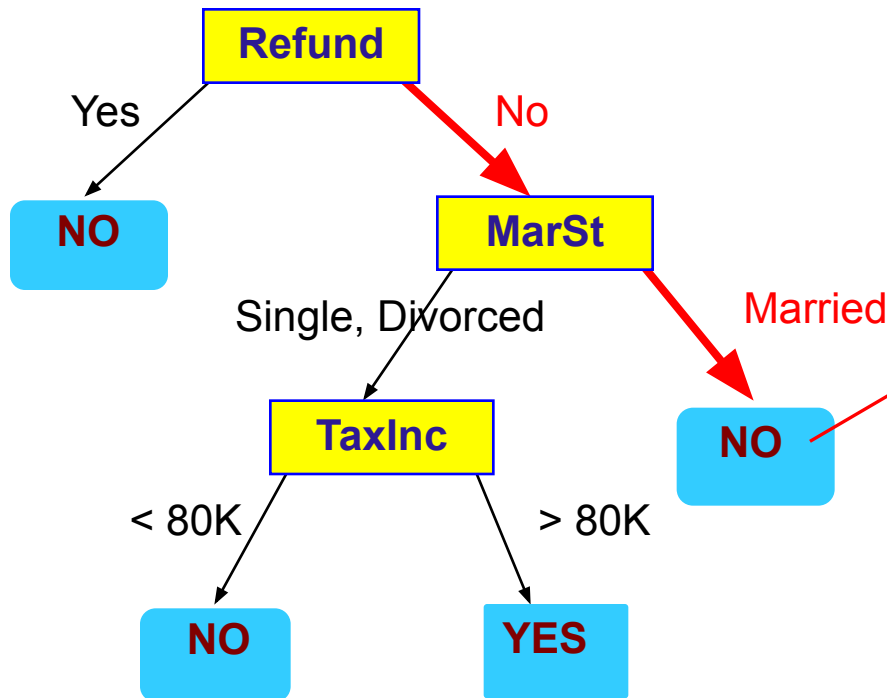 Refund
Yes
No
NO
MarSt
Single, Divorced
Married
TaxInc
NO
< 80K
> 80K
NO
YES